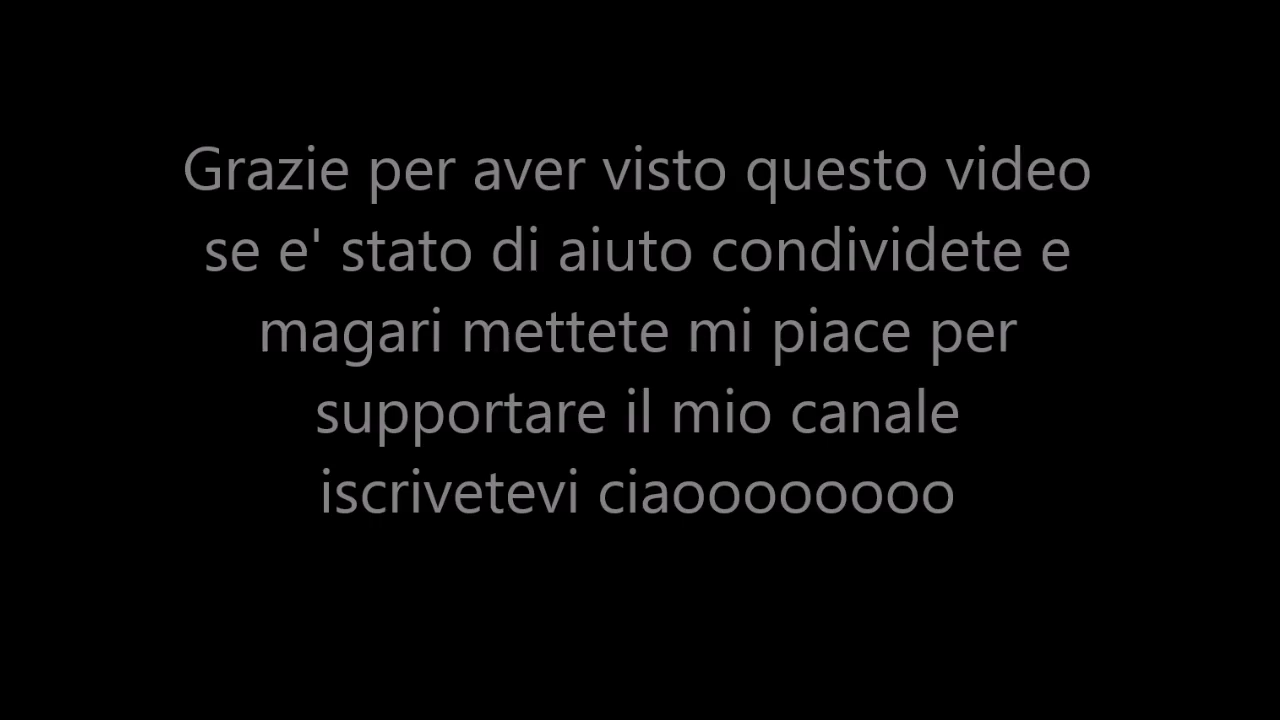 Grazie per aver visto questo video
se e' stato di aiuto condividete e
magari mettete mi piace per
supportare il mio canale
iscrivetevi ciaoooooooo